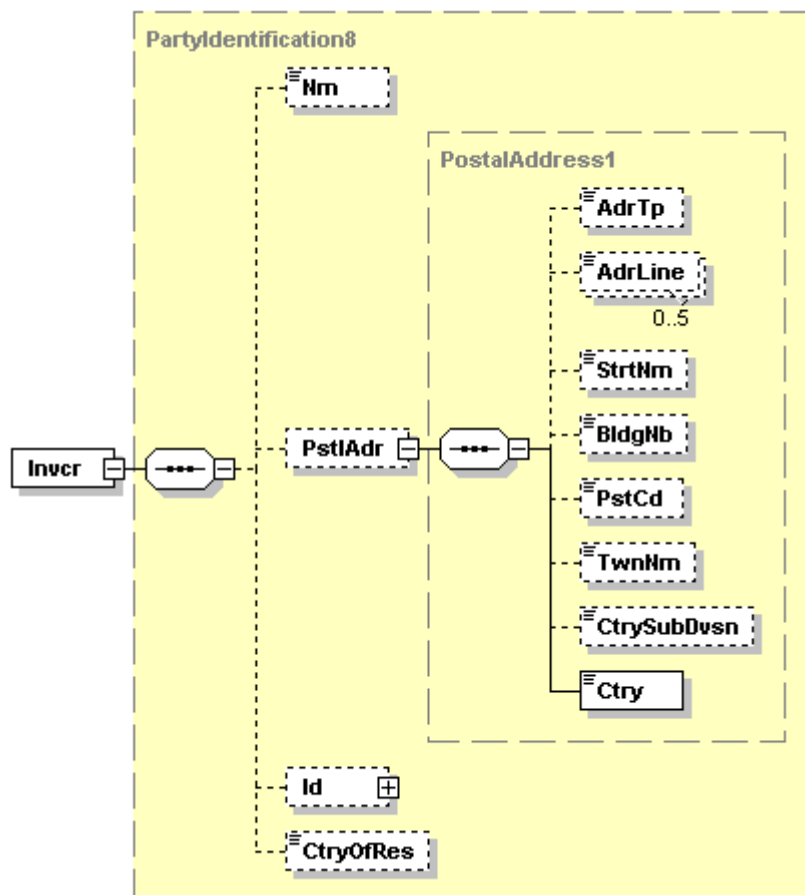 PartyIdentification8
Nm
PostalAddress1
AdrTp
AdrLine
0..5
StrtNm
Invcr
PstlAdr
BldgNb
PstCd
TwnNm
CtrySubDvsn
Ctry
Id
CtryOfRes